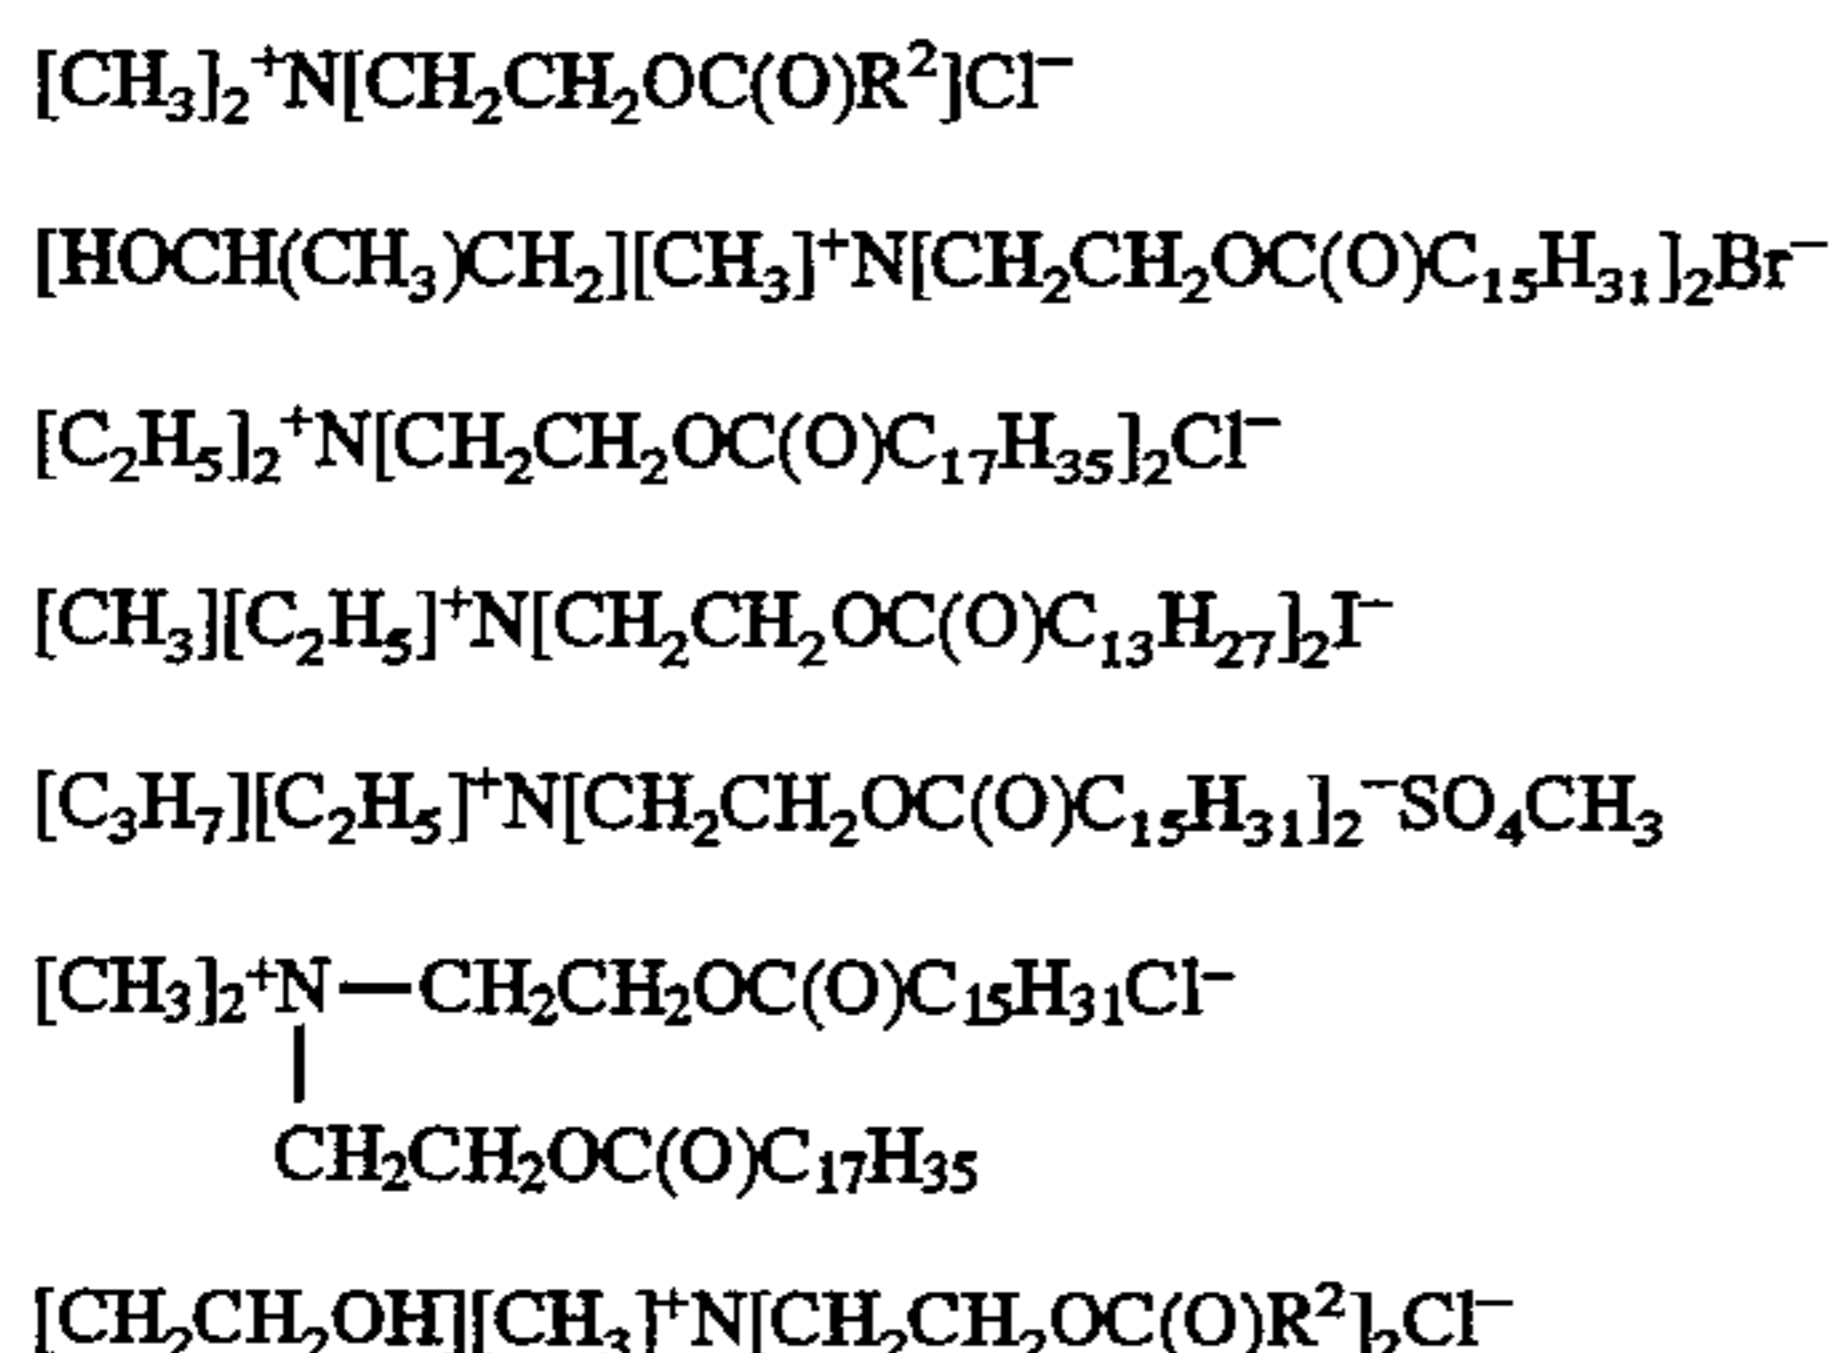 [CH₃]₂⁺N[CH₂CH₂OC(O)R²]Cl⁻
[HOCH(CH₃)CH₂][CH₃]⁺N[CH₂CH₂OC(O)C₁₅H₃₁]₂Br⁻
[C₂H₅]₂⁺N[CH₂CH₂OC(O)C₁₇H₃₅]₂Cl⁻
[CH₃][C₂H₅]⁺N[CH₂CH₂OC(O)C₁₃H₂₇]₂I⁻
[C₃H₇][C₂H₅]⁺N[CH₂CH₂OC(O)C₁₅H₃₁]₂⁻SO₄CH₃
[CH₃]₂⁺N—CH₂CH₂OC(O)C₁₅H₃₁Cl⁻
CH₂CH₂OC(O)C₁₇H₃₅
[CH₂CH₂OH][CH₃]⁺N[CH₂CH₂OC(O)R²]₂Cl⁻